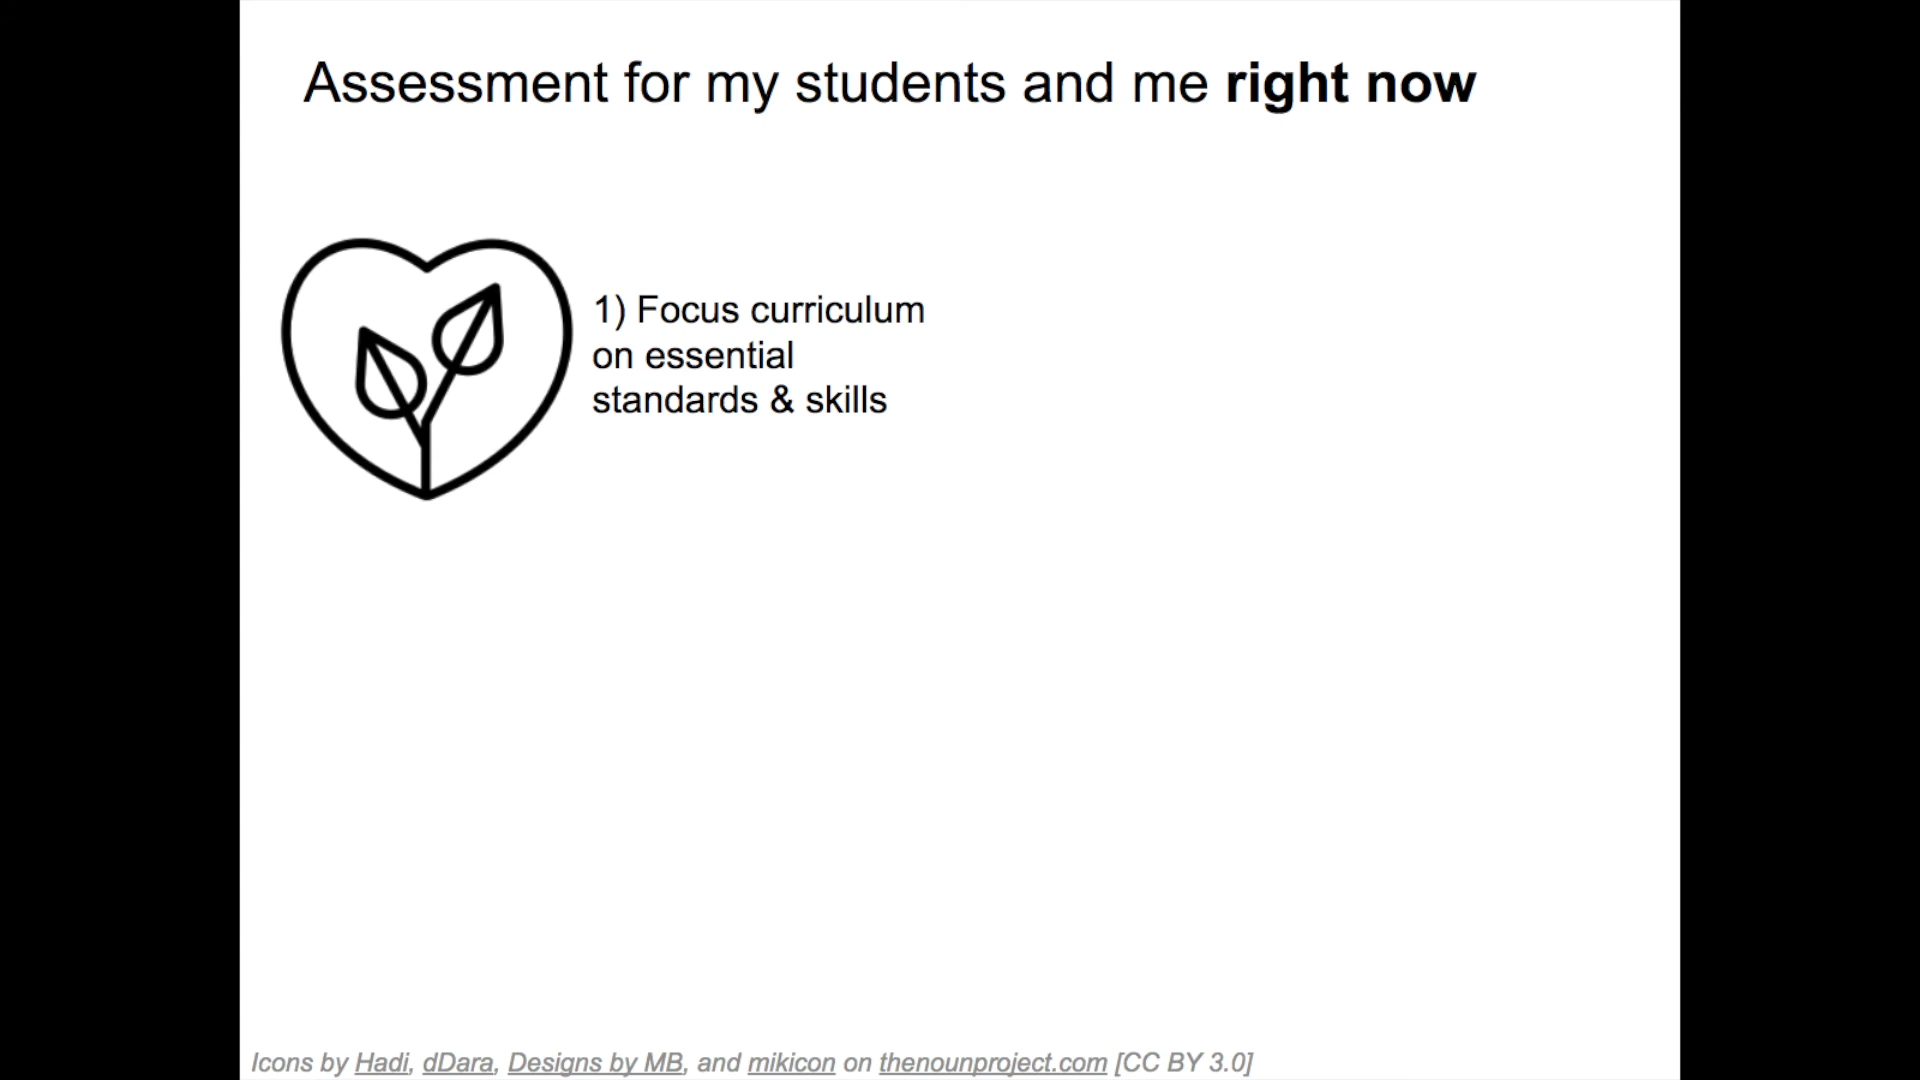 Assessment for my students and me right now
1) Focus curriculum
on essential
standards & skills
Icons by Hadi, dDara, Designs by MB, and mikicon on thenounproject.com [CC BY 3.0]